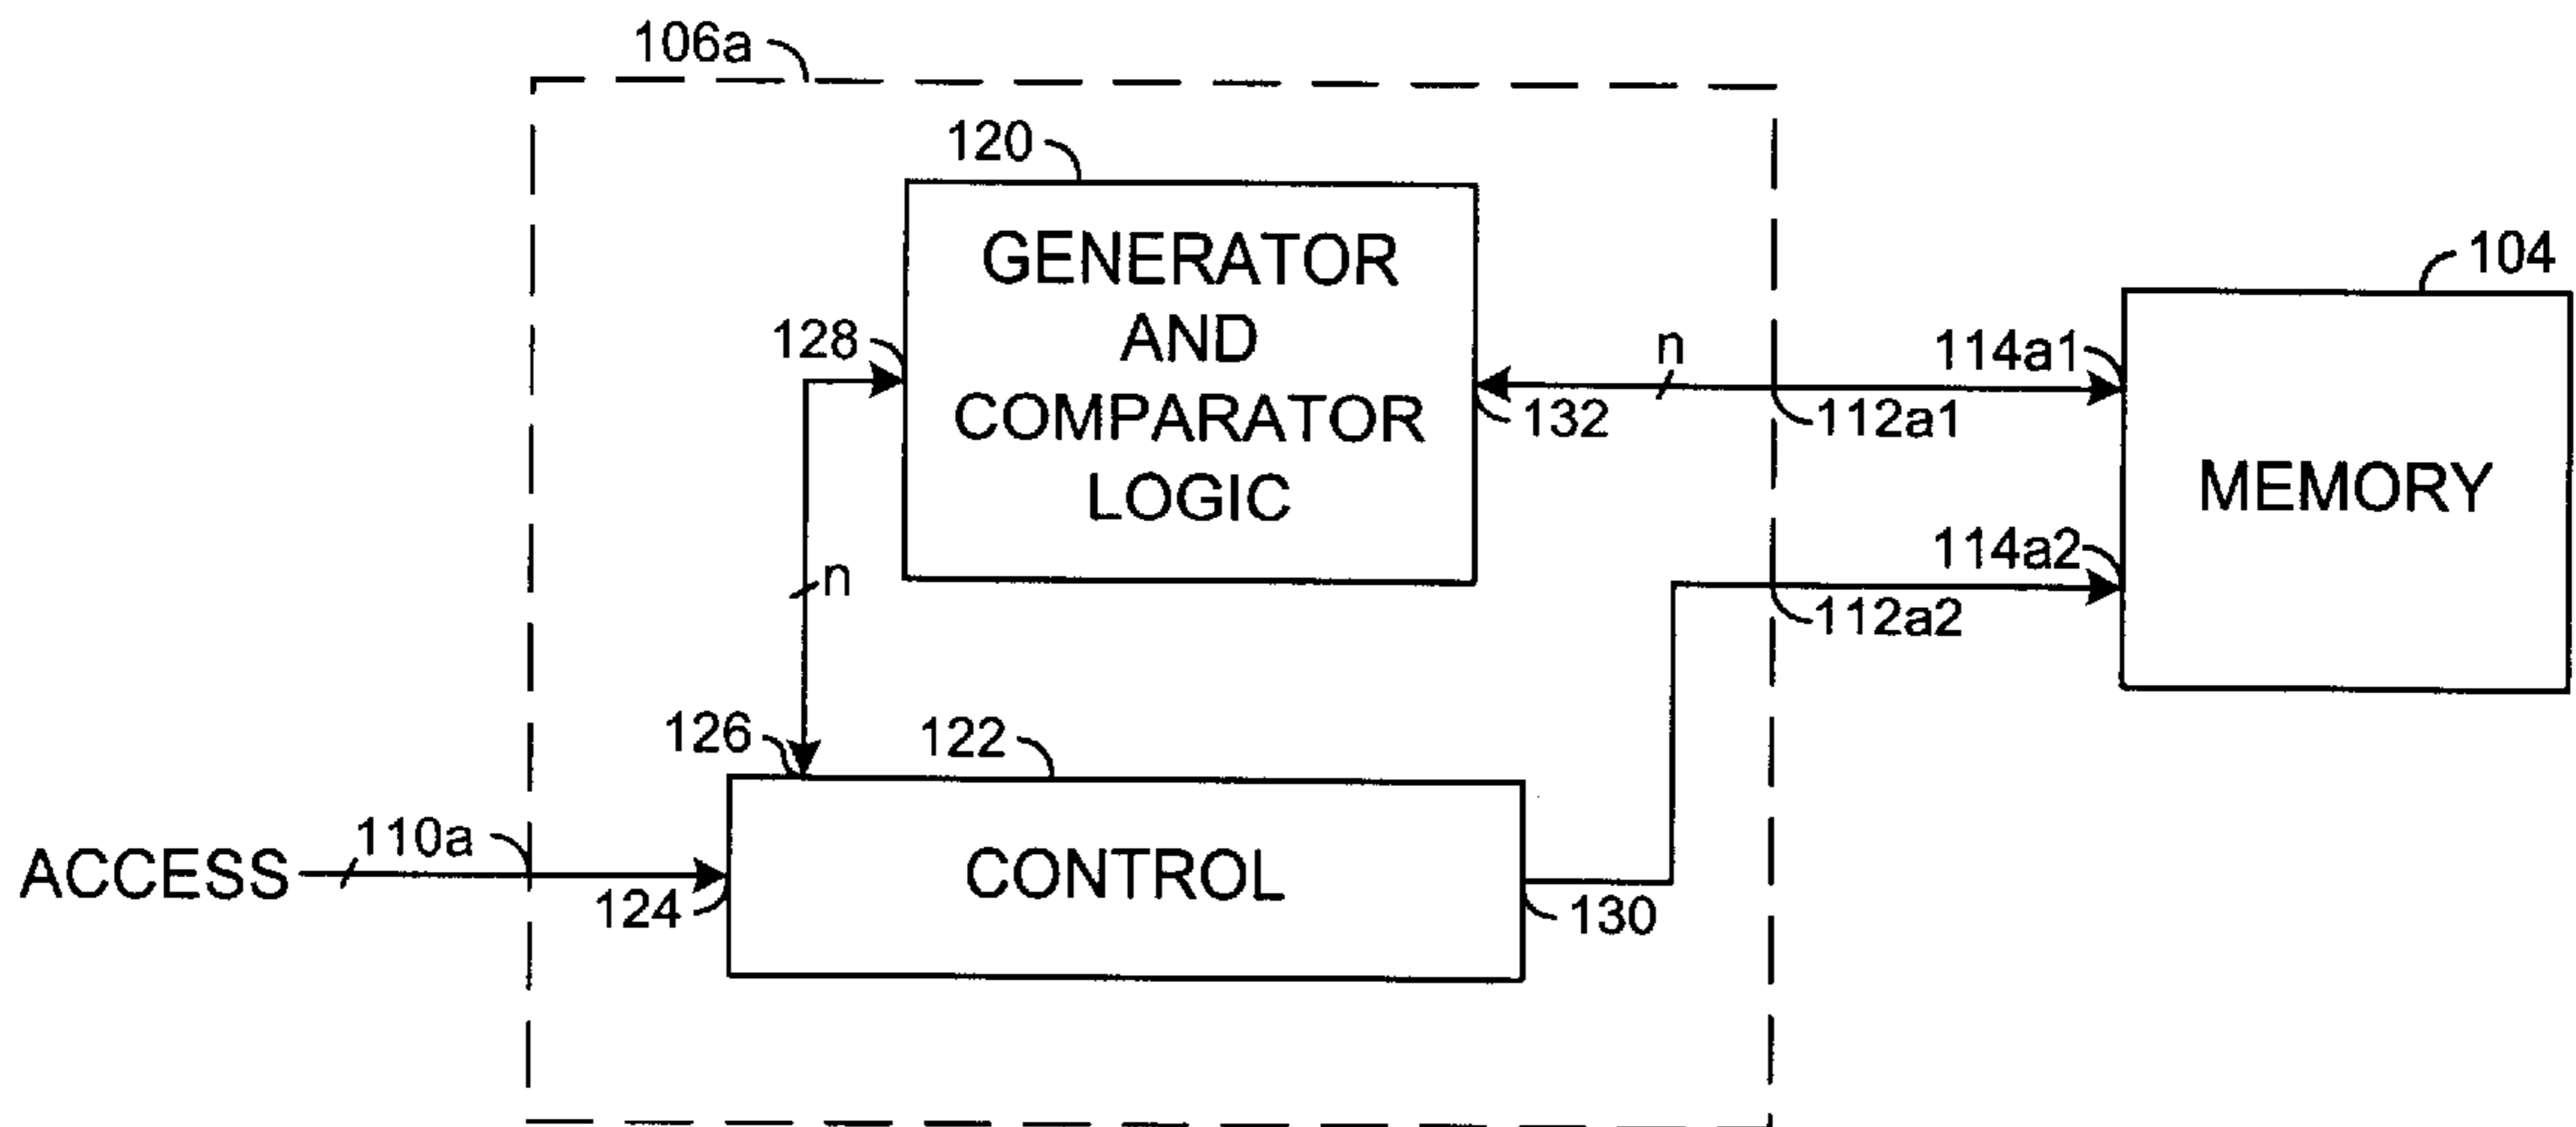 106a
120
GENERATOR
AND
COMPARATOR
LOGIC
128
n
132
n
112a1
114a1
104
MEMORY
114a2
112a2
126
122
ACCESS
110a
124
CONTROL
130